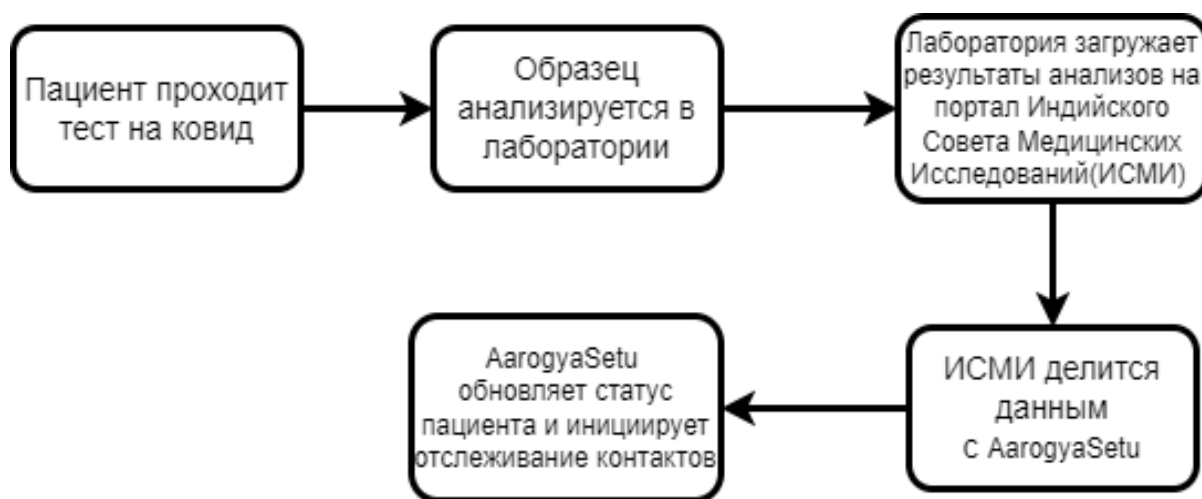 Пациент проходит
тест на ковид
Образец
анализируется в
лаборатории
Лаборатория загружает
результаты анализов на
портал Индийского
Совета Медицинских
Исследований(ИСМИ)
ИСМИ делится
данным
с AarogyaSetu
AarogyaSetu
обновляет статус
пациента и инициирует
отслеживание контактов